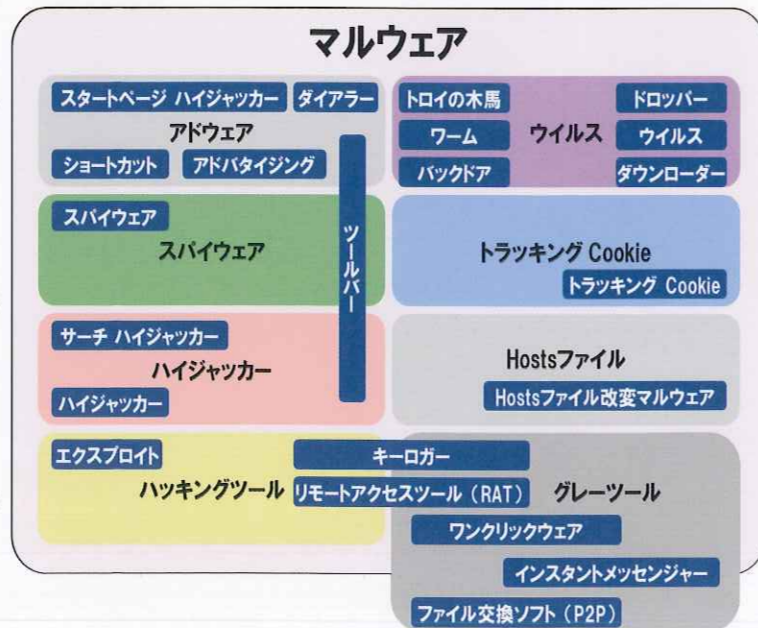 マルウェア
スタートページ ハイジャッカー
ダイアラー
アドウェア
ショートカット
アドバタイジング
ツールバー
トロイの木馬
ドロッパー
ワーム
ウイルス
ウイルス
バックドア
ダウンローダー
スパイウェア
スパイウェア
トラッキング Cookie
トラッキング Cookie
サーチ ハイジャッカー
ハイジャッカー
ハイジャッカー
Hostsファイル
Hostsファイル改変マルウェア
エクスプロイト
キーロガー
ハッキングツール
リモートアクセスツール（RAT）
グレーツール
ワンクリックウェア
インスタントメッセンジャー
ファイル交換ソフト（P2P）